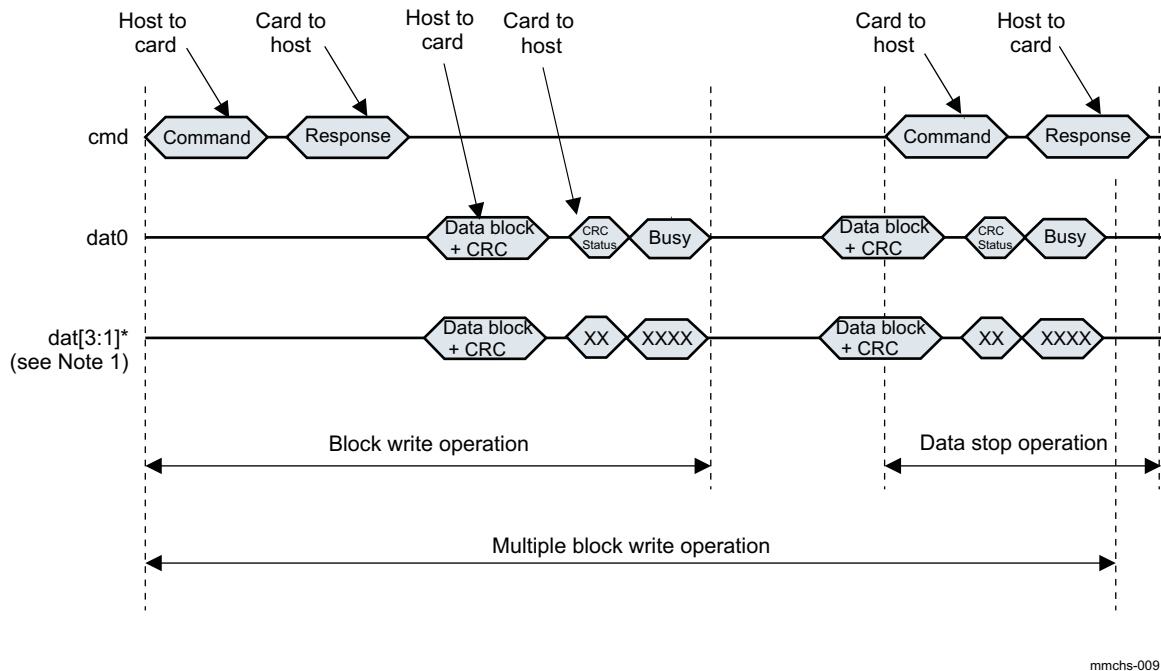 Host to
card
Card to
host
Host to
card
Card to
host
Card to
host
Host to
card
cmd
Command
Response
Command
Response
dat0
Data block
+ CRC
CRC
Status
Busy
Data block
+ CRC
CRC
Status
Busy
dat[3:1]*
(see Note 1)
Data block
+ CRC
XX
XXXX
Data block
+ CRC
XX
XXXX
Block write operation
Data stop operation
Multiple block write operation
mmchs-009